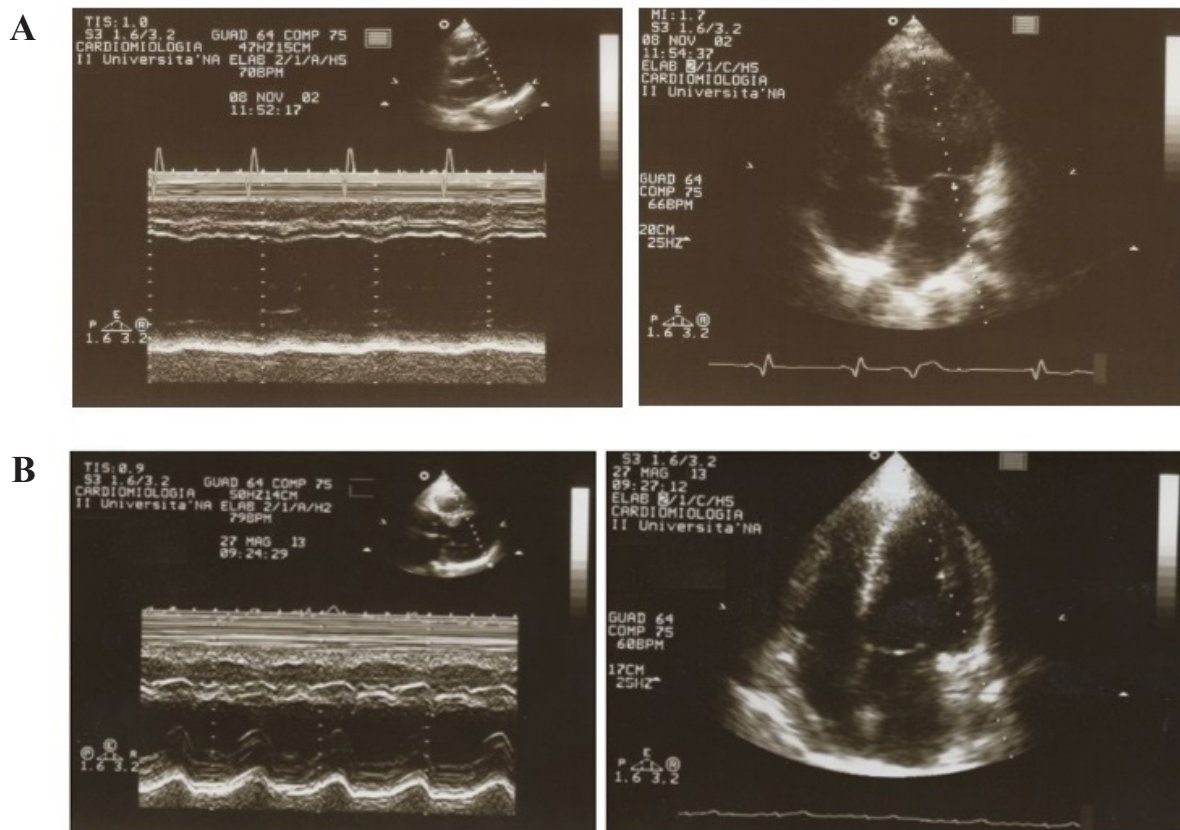 A
TIS:1.0
S3 1.6/3.2 GUAD 64 COMP 75
CARDIOMIOLOGIA 47HZ15CM
II Universita'NA ELAB 2/1/A/H5
70BPM
08 NOV 02
11:52:17
P E R
1.6 3.2
MI:1.7
S3 1.6/3.2
08 NOV 02
11:54:37
ELAB 2/1/C/H5
CARDIOMIOLOGIA
II Universita'NA
GUAD 64
COMP 75
66BPM
20CM
25HZ
P E R
1.6 3.2
B
TIS:0.9
S3 1.6/3.2 GUAD 64 COMP 75
CARDIOMIOLOGIA 50HZ14CM
II Universita'NA ELAB 2/1/A/H2
79BPM
27 MAG 13
09:24:29
P E R
1.6 3.2
S3 1.6/3.2
27 MAG 13
09:27:12
ELAB 2/1/C/H5
CARDIOMIOLOGIA
II Universita'NA
GUAD 64
COMP 75
60BPM
17CM
25HZ
P E R
1.6 3.2